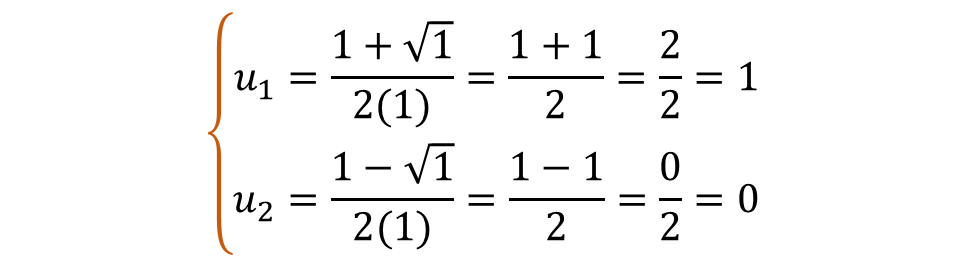 u₁ = (1 + √1)/(2(1)) = (1 + 1)/2 = 2/2 = 1
u₂ = (1 − √1)/(2(1)) = (1 − 1)/2 = 0/2 = 0